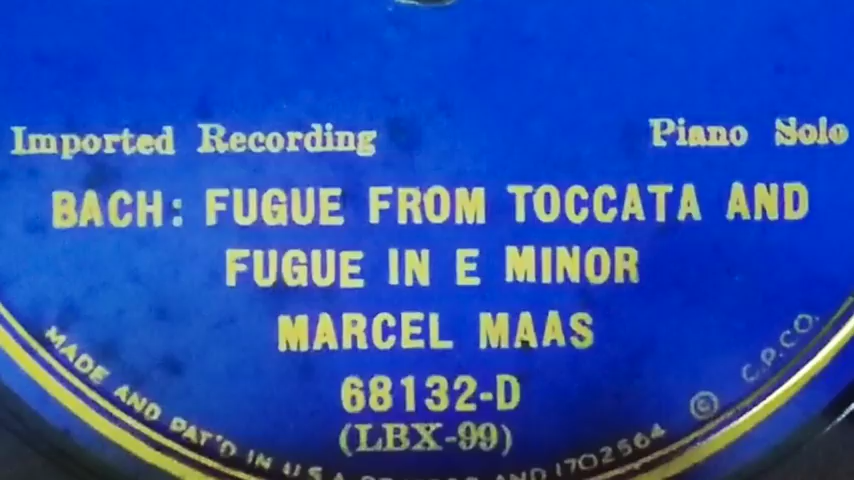 Imported Recording Piano Solo
BACH: FUGUE FROM TOCCATA AND
FUGUE IN E MINOR
MARCEL MAAS
68132-D
(LBX-99)
MADE AND PAT'D IN U.S.A. AND 1702564 © C.P.CO.